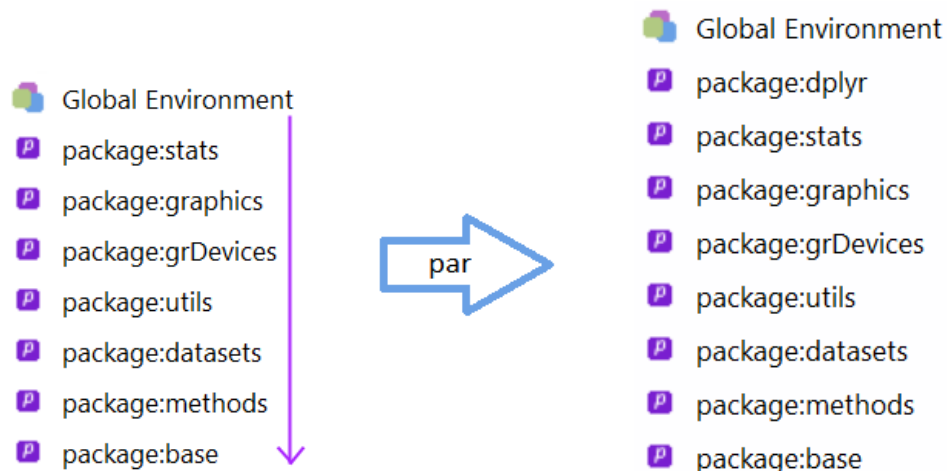 Global Environment
package:stats
package:graphics
package:grDevices
package:utils
package:datasets
package:methods
package:base
par
Global Environment
package:dplyr
package:stats
package:graphics
package:grDevices
package:utils
package:datasets
package:methods
package:base